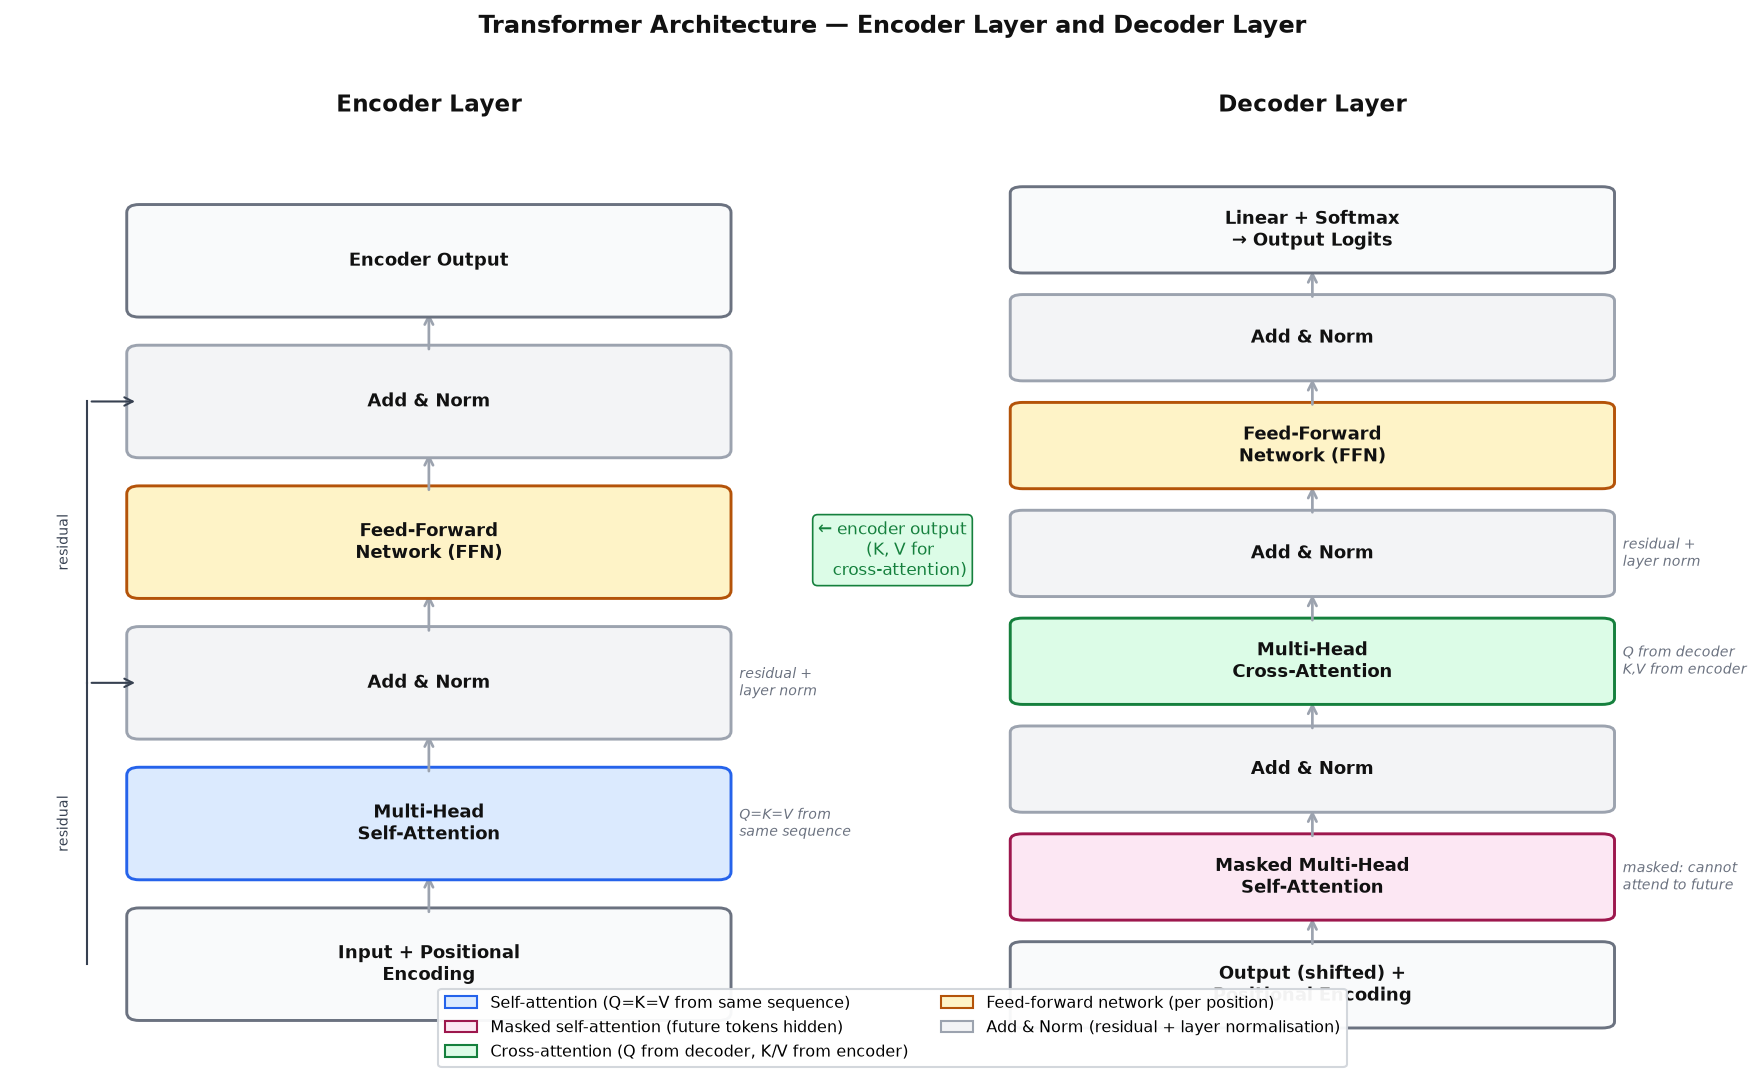 Transformer Architecture — Encoder Layer and Decoder Layer
Encoder Layer
Encoder Output
Add & Norm
Feed-Forward
Network (FFN)
Add & Norm
residual +
layer norm
Multi-Head
Self-Attention
Q=K=V from
same sequence
Input + Positional
Encoding
residual
residual
← encoder output
(K, V for
cross-attention)
Decoder Layer
Linear + Softmax
→ Output Logits
Add & Norm
Feed-Forward
Network (FFN)
Add & Norm
residual +
layer norm
Multi-Head
Cross-Attention
Q from decoder
K,V from encoder
Add & Norm
Masked Multi-Head
Self-Attention
masked: cannot
attend to future
Output (shifted) +
Positional Encoding
Self-attention (Q=K=V from same sequence)
Masked self-attention (future tokens hidden)
Cross-attention (Q from decoder, K/V from encoder)
Feed-forward network (per position)
Add & Norm (residual + layer normalisation)